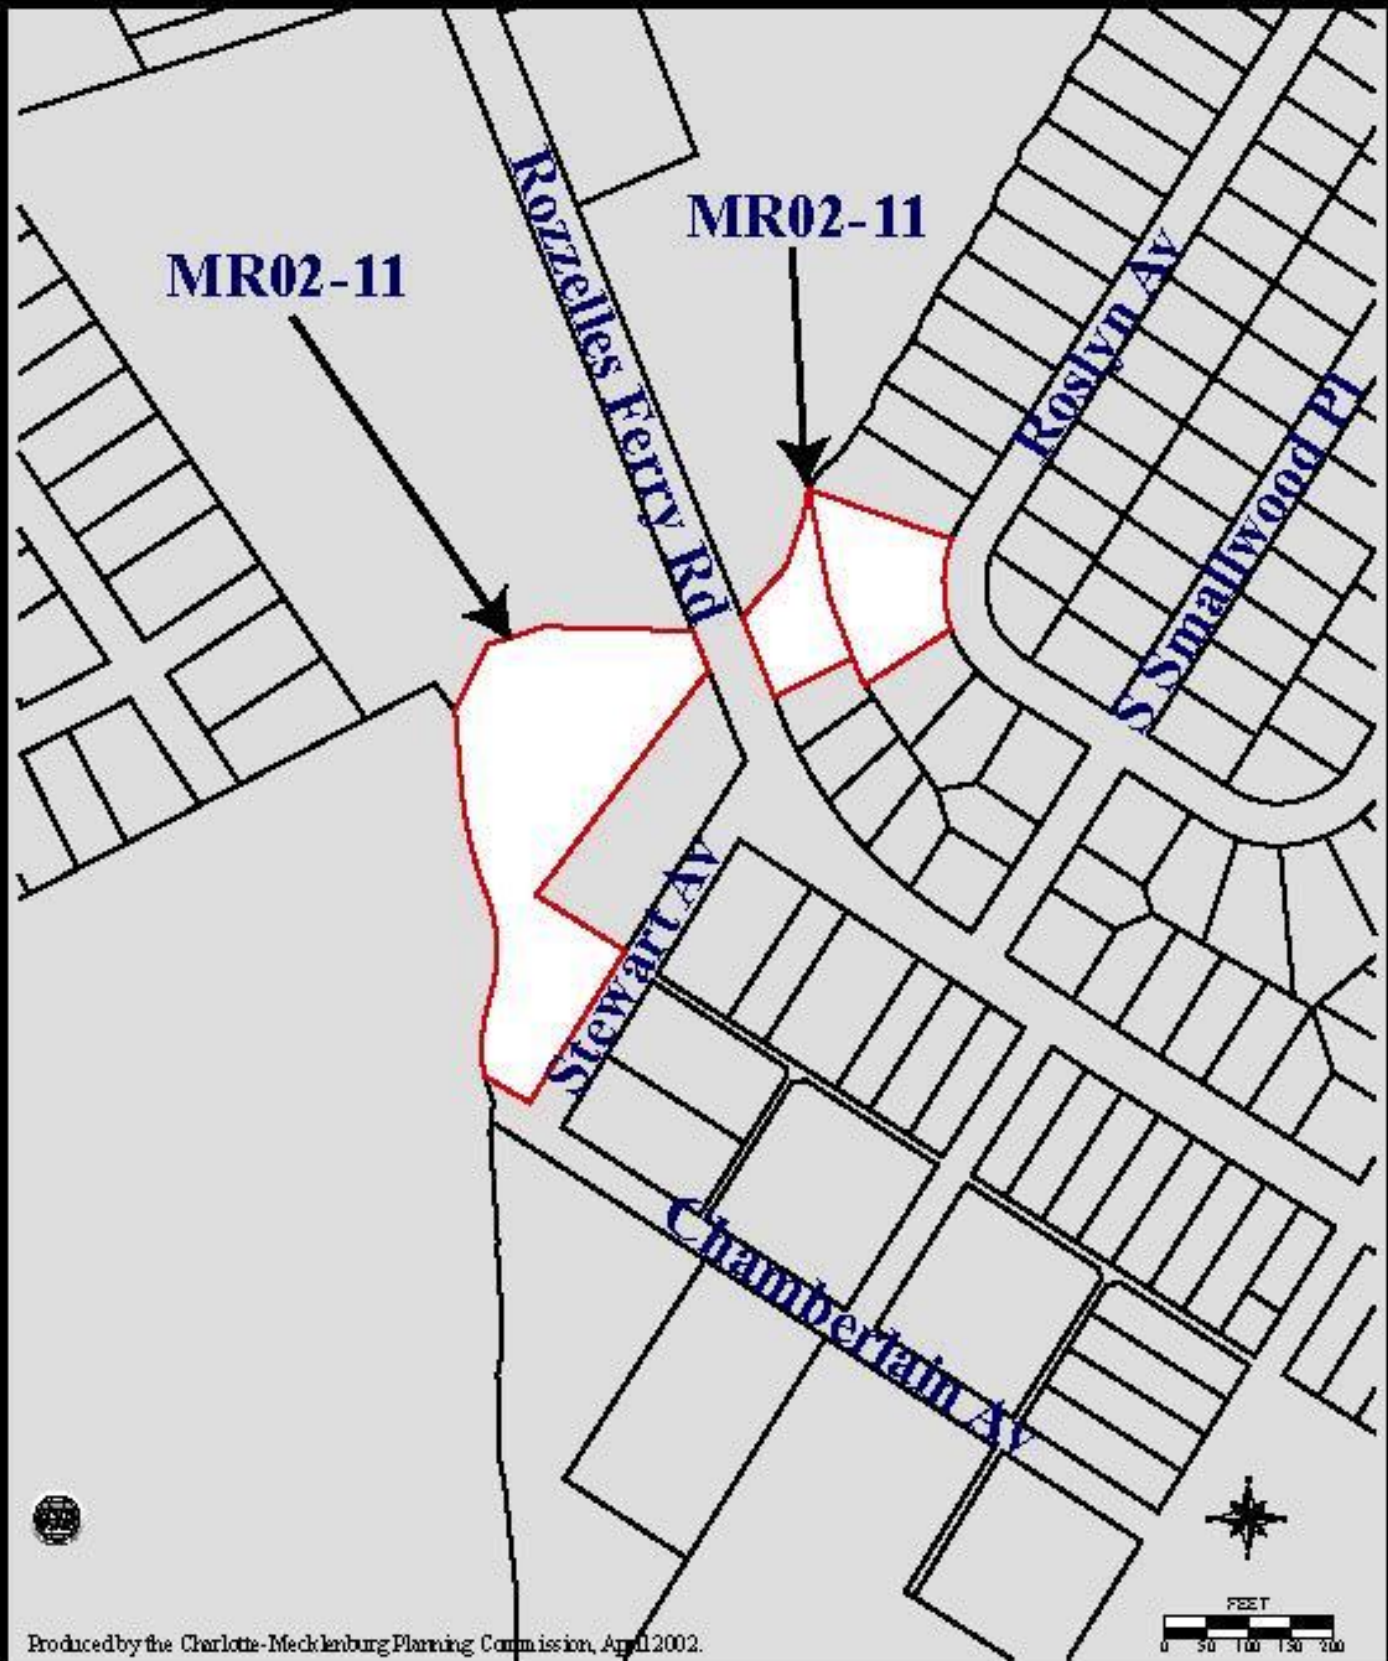 MR02-11
MR02-11
Rozzelles Ferry Rd
Roslyn Av
S Smallwood Pl
Stewart Av
Chamberlain Av
FEET
0 50 100 150 200
Produced by the Charlotte-Mecklenburg Planning Commission, April 2002.